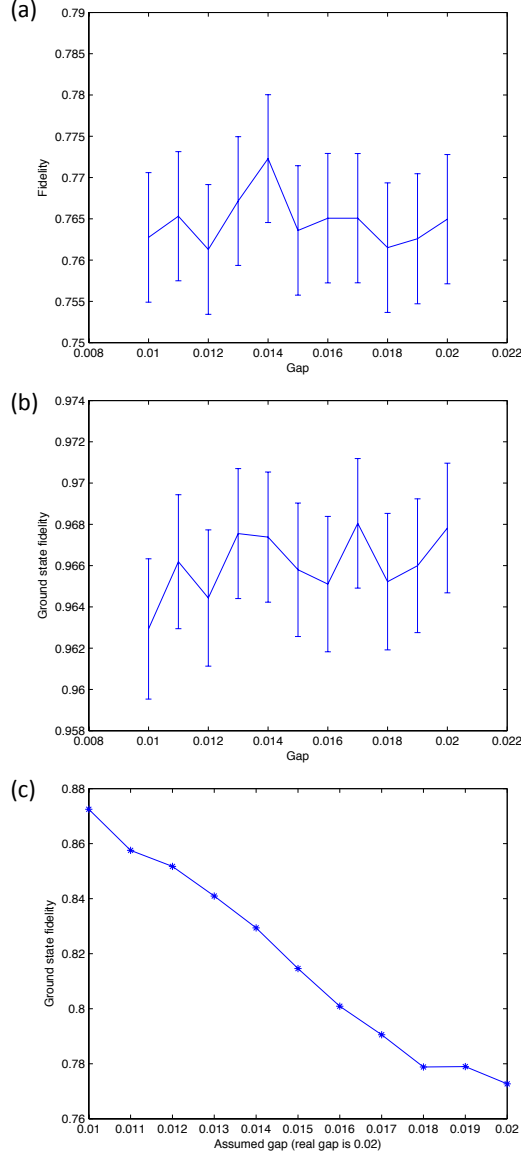 (a)
0.79
0.785
0.78
0.775
0.77
0.765
0.76
0.755
0.75
Fidelity
0.008 0.01 0.012 0.014 0.016 0.018 0.02 0.022
Gap
(b)
0.974
0.972
0.97
0.968
0.966
0.964
0.962
0.96
0.958
Ground state fidelity
0.008 0.01 0.012 0.014 0.016 0.018 0.02 0.022
Gap
(c)
0.88
0.86
0.84
0.82
0.8
0.78
0.76
Ground state fidelity
0.01 0.011 0.012 0.013 0.014 0.015 0.016 0.017 0.018 0.019 0.02
Assumed gap (real gap is 0.02)